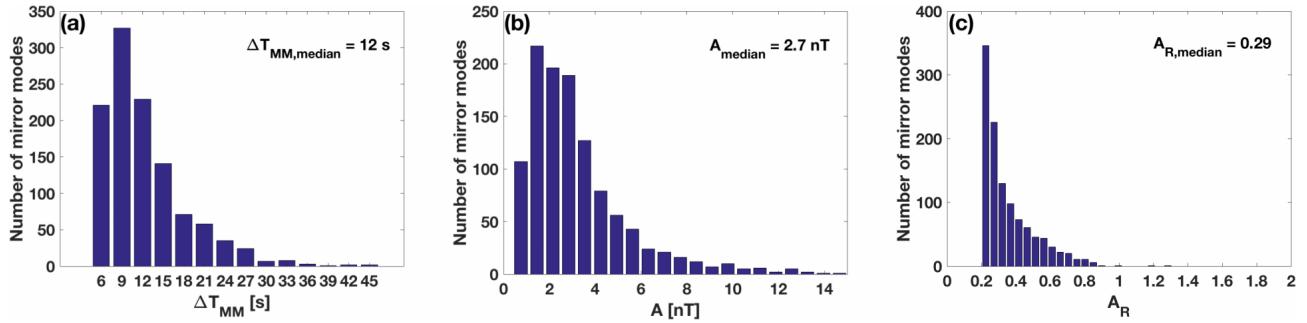 (a)
ΔT_MM,median = 12 s
Number of mirror modes
350
300
250
200
150
100
50
0
6 9 12 15 18 21 24 27 30 33 36 39 42 45
ΔT_MM [s]
(b)
A_median = 2.7 nT
Number of mirror modes
250
200
150
100
50
0
0 2 4 6 8 10 12 14
A [nT]
(c)
A_R,median = 0.29
Number of mirror modes
400
300
200
100
0
0 0.2 0.4 0.6 0.8 1 1.2 1.4 1.6 1.8 2
A_R